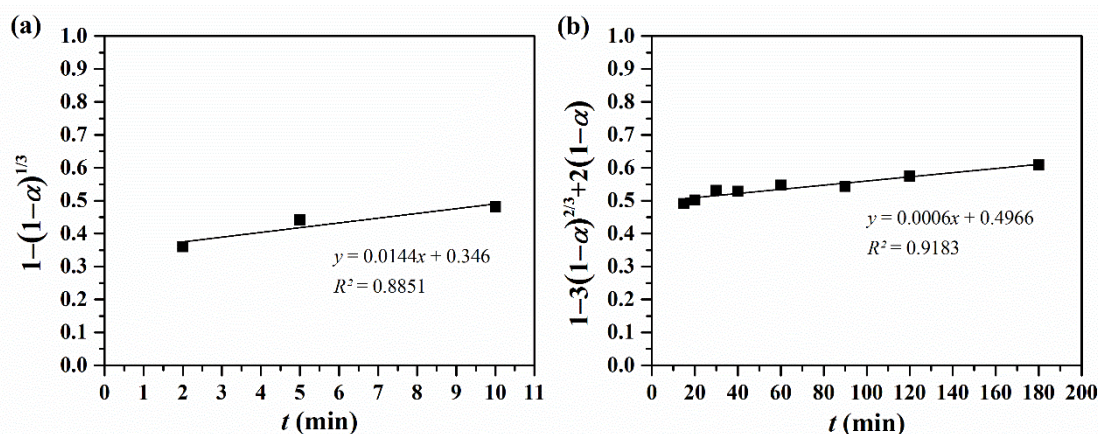 (a)
1.0
0.9
0.8
0.7
0.6
0.5
0.4
0.3
0.2
0.1
0.0
1−(1−α)^{1/3}
y = 0.0144x + 0.346
R² = 0.8851
0 1 2 3 4 5 6 7 8 9 10 11
t (min)
(b)
1.0
0.9
0.8
0.7
0.6
0.5
0.4
0.3
0.2
0.1
0.0
1−3(1−α)^{2/3}+2(1−α)
y = 0.0006x + 0.4966
R² = 0.9183
0 20 40 60 80 100 120 140 160 180 200
t (min)